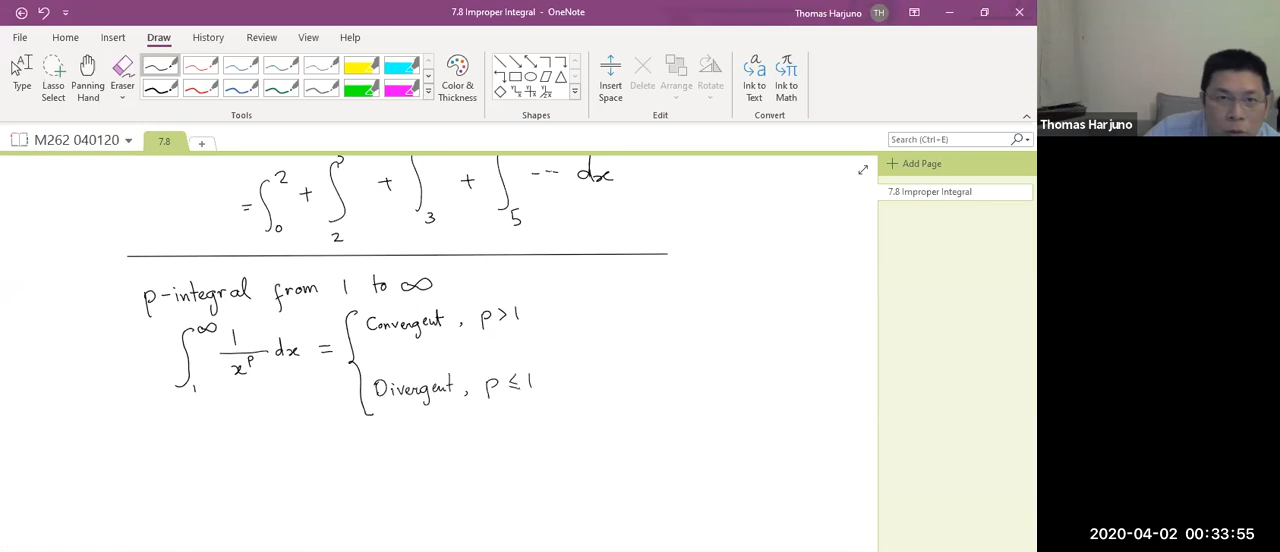 7.8 Improper Integral - OneNote
Thomas Harjuno TH
File Home Insert Draw History Review View Help
Type
Lasso Select
Panning Hand
Eraser
Color & Thickness
Insert Space
Delete
Arrange
Rotate
Ink to Text
Ink to Math
Tools Shapes Edit Convert
M262 040120 7.8
Search (Ctrl+E)
Add Page
7.8 Improper Integral
Thomas Harjuno
= ∫₀² + ∫₂³ + ∫₃ + ∫₅ --- dx
p-integral from 1 to ∞
∫₁^∞ 1/x^p dx = { Convergent, p > 1
Divergent, p ≤ 1
2020-04-02 00:33:55